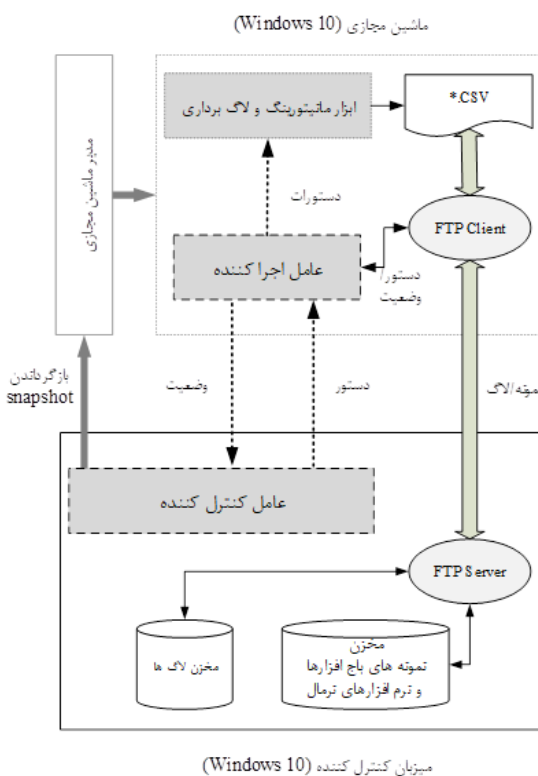 ماشین مجازی (Windows 10)
ابزار مانیتورینگ و لاگ برداری
*.CSV
مدیر ماشین مجازی
دستورات
FTP Client
عامل اجرا کننده
دستور/
وضعیت
بازگرداندن
snapshot
وضعیت
دستور
نمونه/لاگ
عامل کنترل کننده
FTP Server
مخزن لاگ ها
مخزن
نمونه های باج افزارها
و نرم افزارهای نرمال
میزبان کنترل کننده (Windows 10)